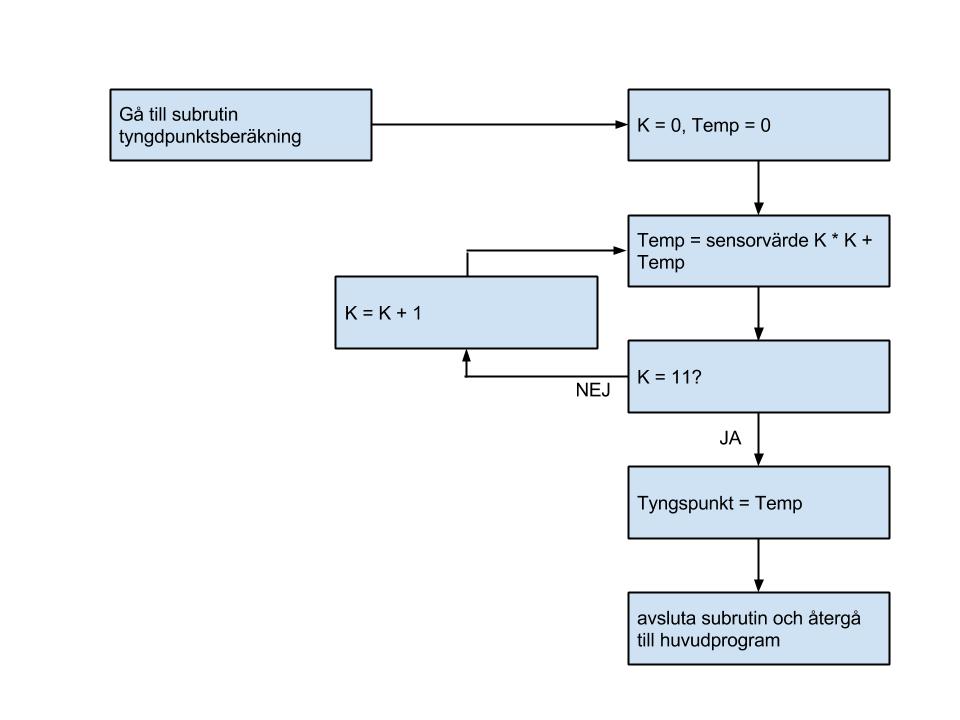 Gå till subrutin
tyngdpunktsberäkning
K = 0, Temp = 0
Temp = sensorvärde K * K +
Temp
K = K + 1
K = 11?
NEJ
JA
Tyngspunkt = Temp
avsluta subrutin och återgå
till huvudprogram